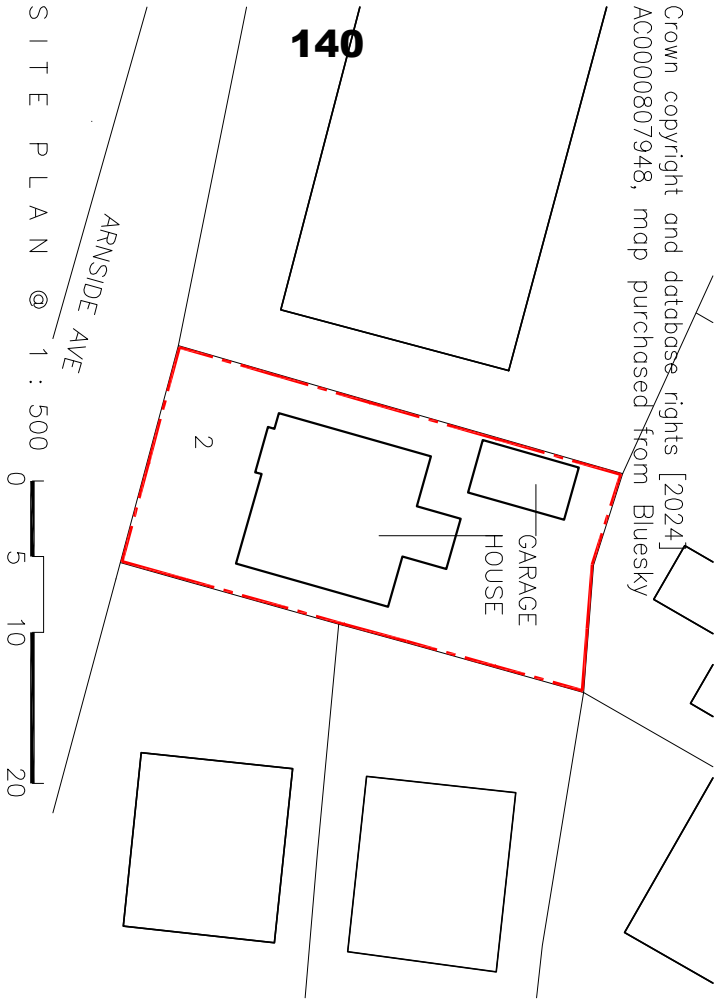 Crown copyright and database rights [2024]
AC0000807948, map purchased from Bluesky
140
GARAGE
HOUSE
2
ARNSIDE AVE
SITE PLAN @ 1 : 500
0 5 10 20